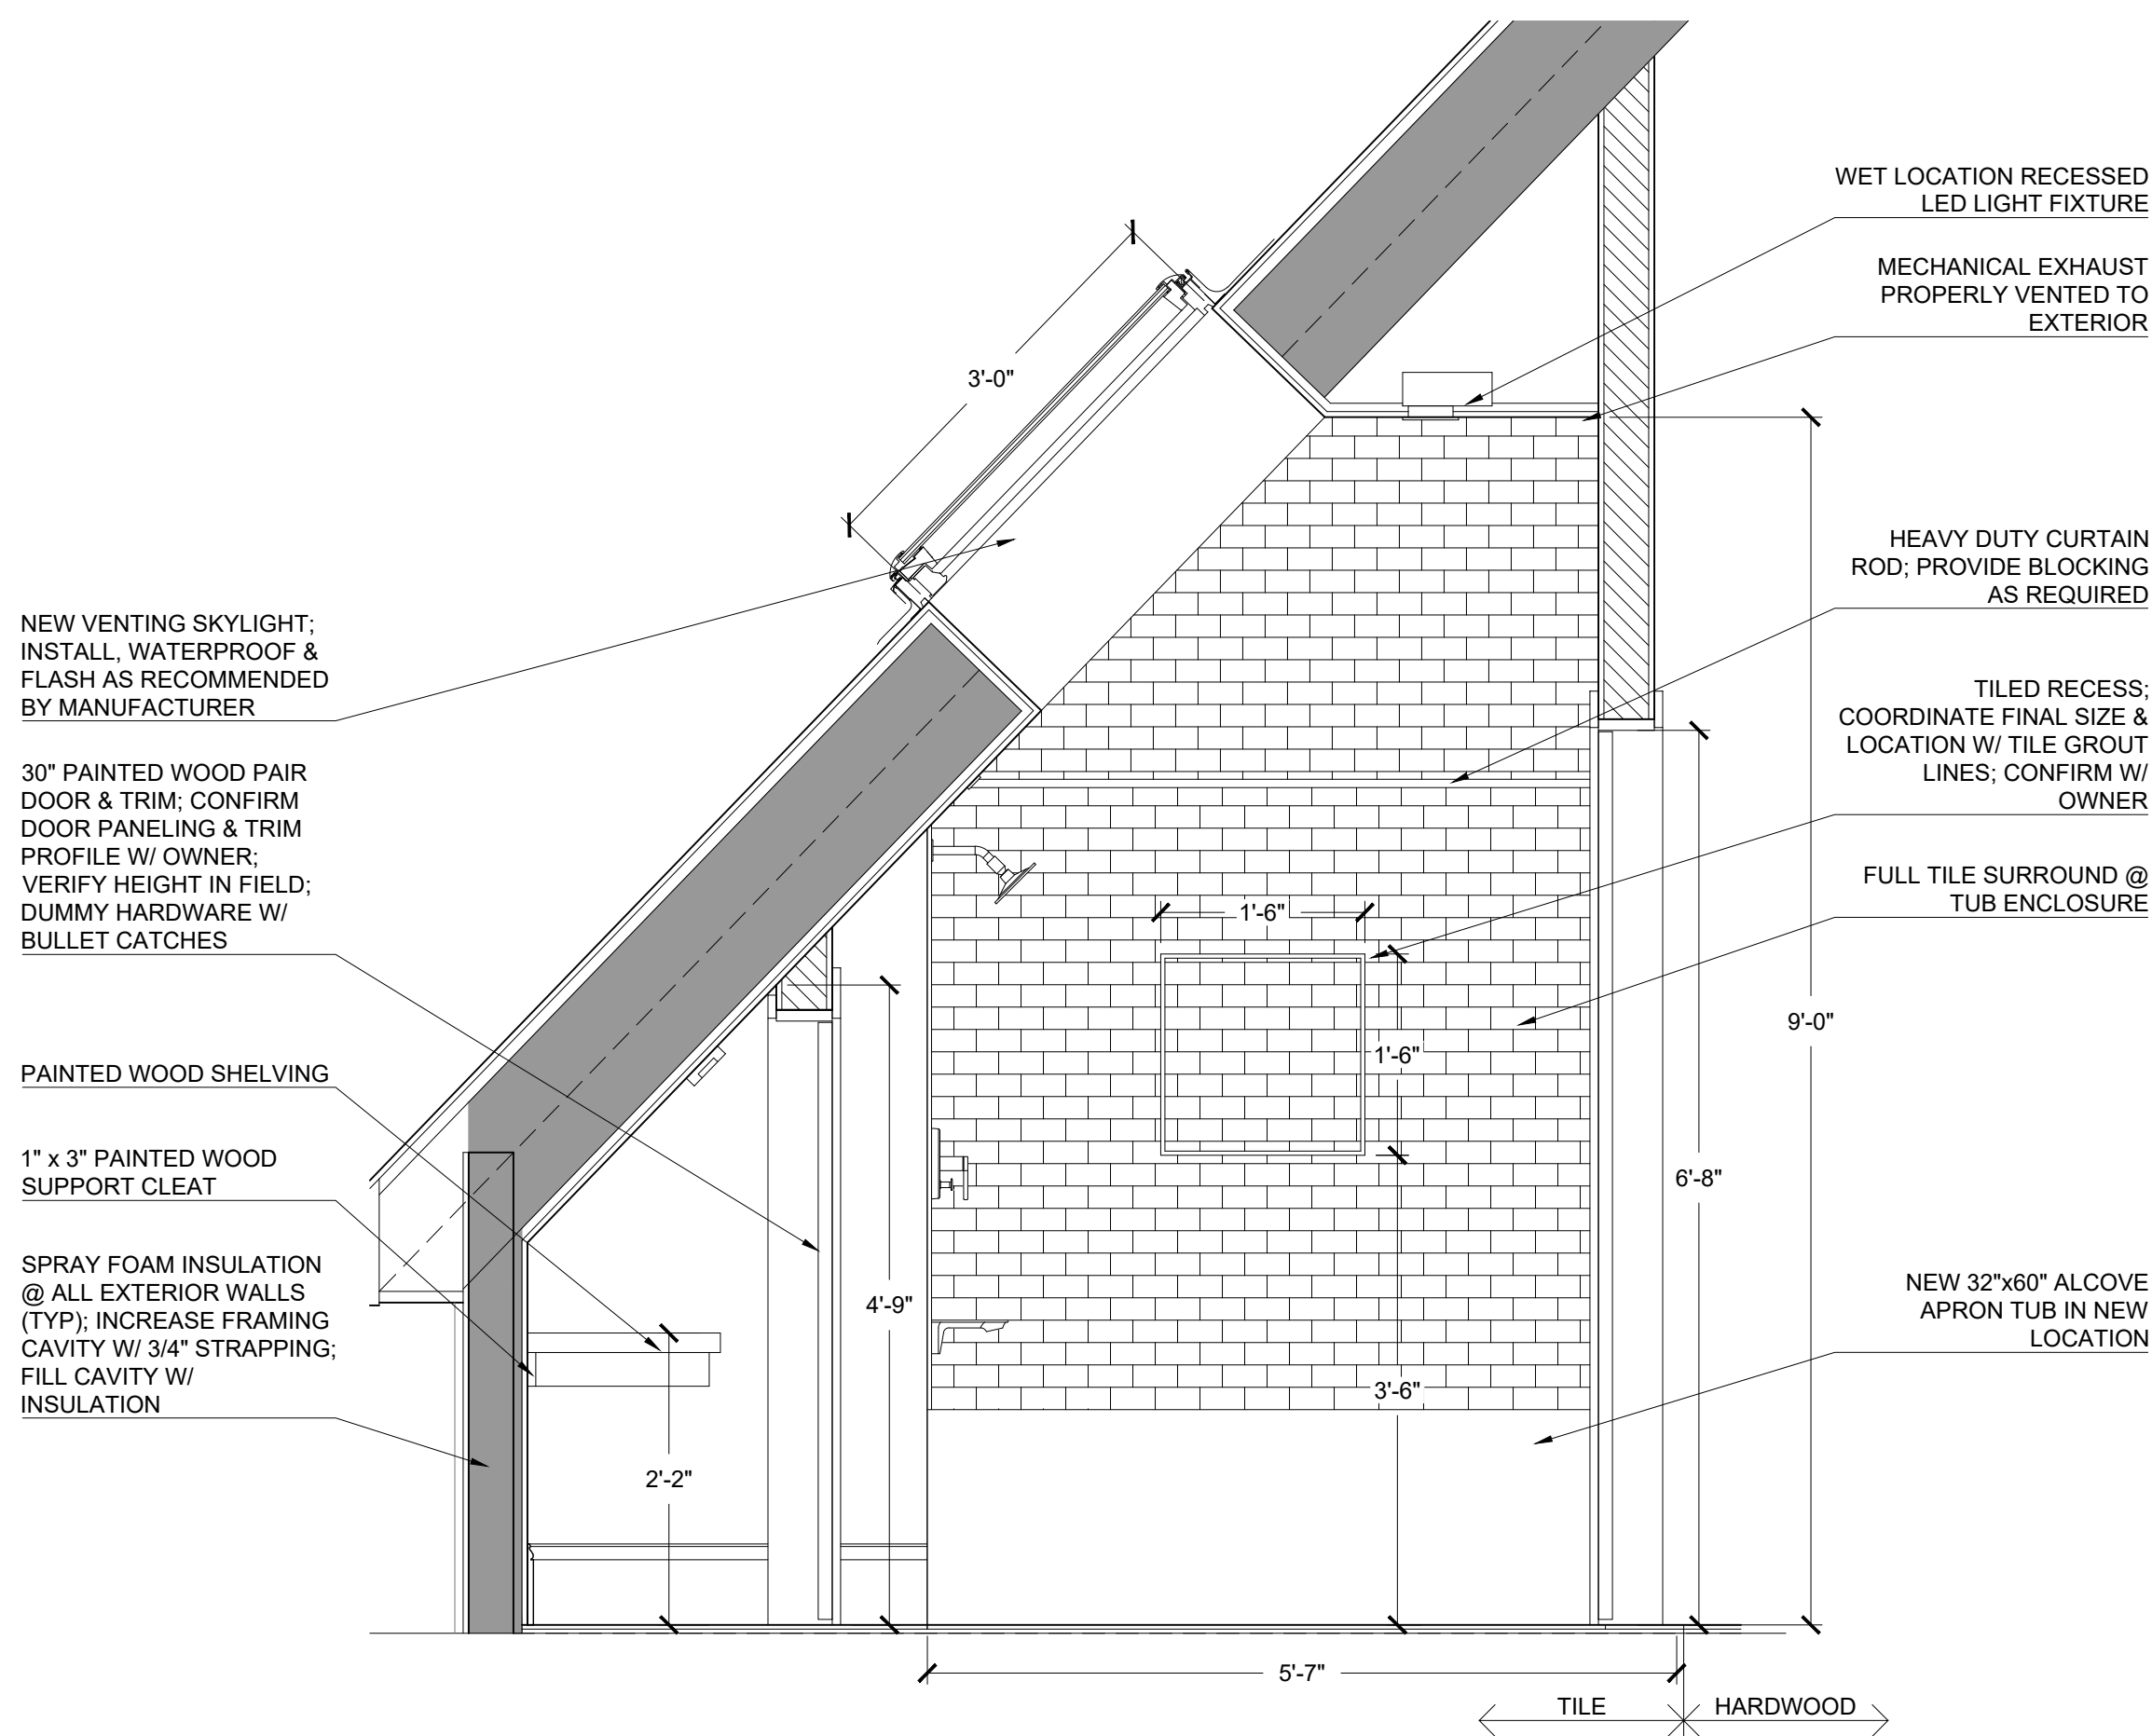 WET LOCATION RECESSED
LED LIGHT FIXTURE
MECHANICAL EXHAUST
PROPERLY VENTED TO
EXTERIOR
3'-0"
HEAVY DUTY CURTAIN
ROD; PROVIDE BLOCKING
AS REQUIRED
NEW VENTING SKYLIGHT;
INSTALL, WATERPROOF &
FLASH AS RECOMMENDED
BY MANUFACTURER
TILED RECESS;
COORDINATE FINAL SIZE &
LOCATION W/ TILE GROUT
LINES; CONFIRM W/
OWNER
30" PAINTED WOOD PAIR
DOOR & TRIM; CONFIRM
DOOR PANELING & TRIM
PROFILE W/ OWNER;
VERIFY HEIGHT IN FIELD;
DUMMY HARDWARE W/
BULLET CATCHES
FULL TILE SURROUND @
TUB ENCLOSURE
1'-6"
9'-0"
1'-6"
PAINTED WOOD SHELVING
1" x 3" PAINTED WOOD
SUPPORT CLEAT
6'-8"
SPRAY FOAM INSULATION
@ ALL EXTERIOR WALLS
(TYP); INCREASE FRAMING
CAVITY W/ 3/4" STRAPPING;
FILL CAVITY W/
INSULATION
4'-9"
NEW 32"x60" ALCOVE
APRON TUB IN NEW
LOCATION
3'-6"
2'-2"
5'-7"
TILE
HARDWOOD